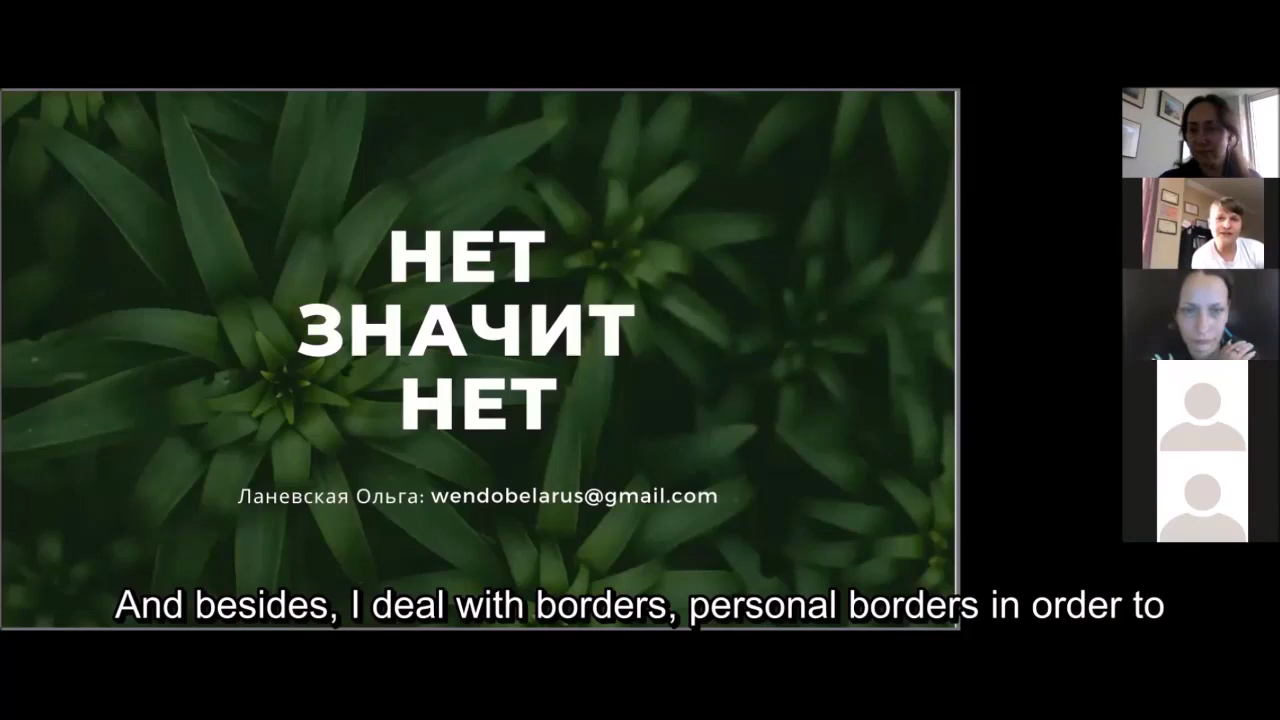 НЕТ
ЗНАЧИТ
НЕТ
Ланевская Ольга: wendobelarus@gmail.com
And besides, I deal with borders, personal borders in order to